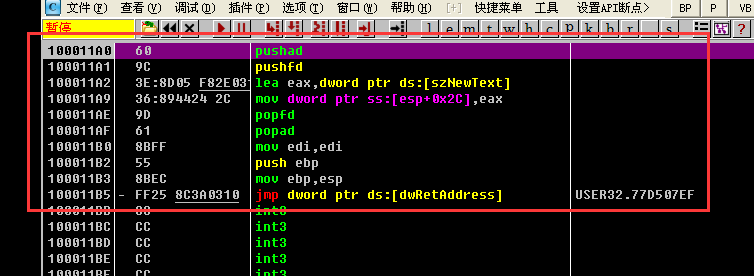 C 文件(F) 查看(V) 调试(D) 插件(P) 选项(T) 窗口(W) 帮助(H) [+] 快捷菜单 工具 设置API断点> BP P VB
暂停 l e m t w h c P k b r ... s
100011A0 60 pushad
100011A1 9C pushfd
100011A2 3E:8D05 F82E03 lea eax,dword ptr ds:[szNewText]
100011A9 36:894424 2C mov dword ptr ss:[esp+0x2C],eax
100011AE 9D popfd
100011AF 61 popad
100011B0 8BFF mov edi,edi
100011B2 55 push ebp
100011B3 8BEC mov ebp,esp
100011B5 - FF25 8C3A0310 jmp dword ptr ds:[dwRetAddress] USER32.77D507EF
100011BB CC int3
100011BC CC int3
100011BD CC int3
100011BE CC int3
100011BF CC int3